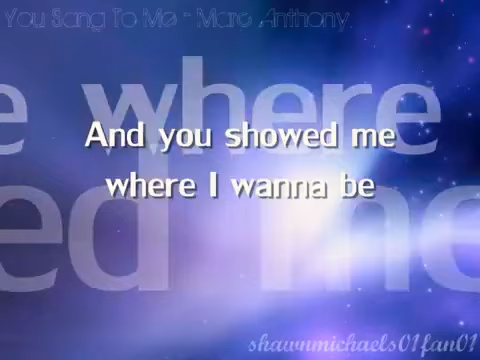 You Sang To Me - Marc Anthony
e where
And you showed me
where I wanna be
ed me
shawnmichaels01fan01